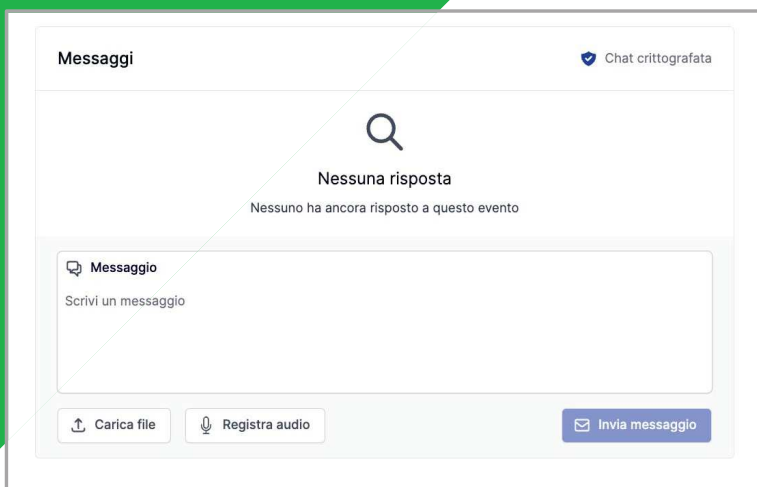 Messaggi
Chat crittografata
Nessuna risposta
Nessuno ha ancora risposto a questo evento
Messaggio
Scrivi un messaggio
Carica file
Registra audio
Invia messaggio